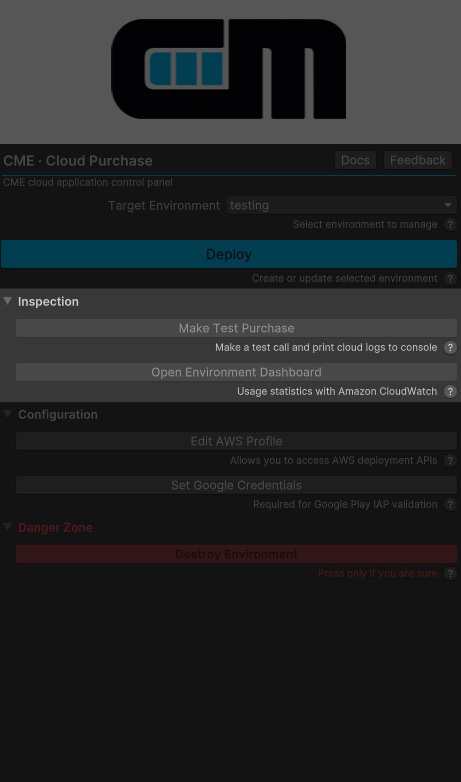 CME · Cloud Purchase
Docs
Feedback
CME cloud application control panel
Target Environment testing
Select environment to manage ?
Deploy
Create or update selected environment ?
Inspection
Make Test Purchase
Make a test call and print cloud logs to console ?
Open Environment Dashboard
Usage statistics with Amazon CloudWatch ?
Configuration
Edit AWS Profile
Allows you to access AWS deployment APIs ?
Set Google Credentials
Required for Google Play IAP validation ?
Danger Zone
Destroy Environment
Press only if you are sure ?